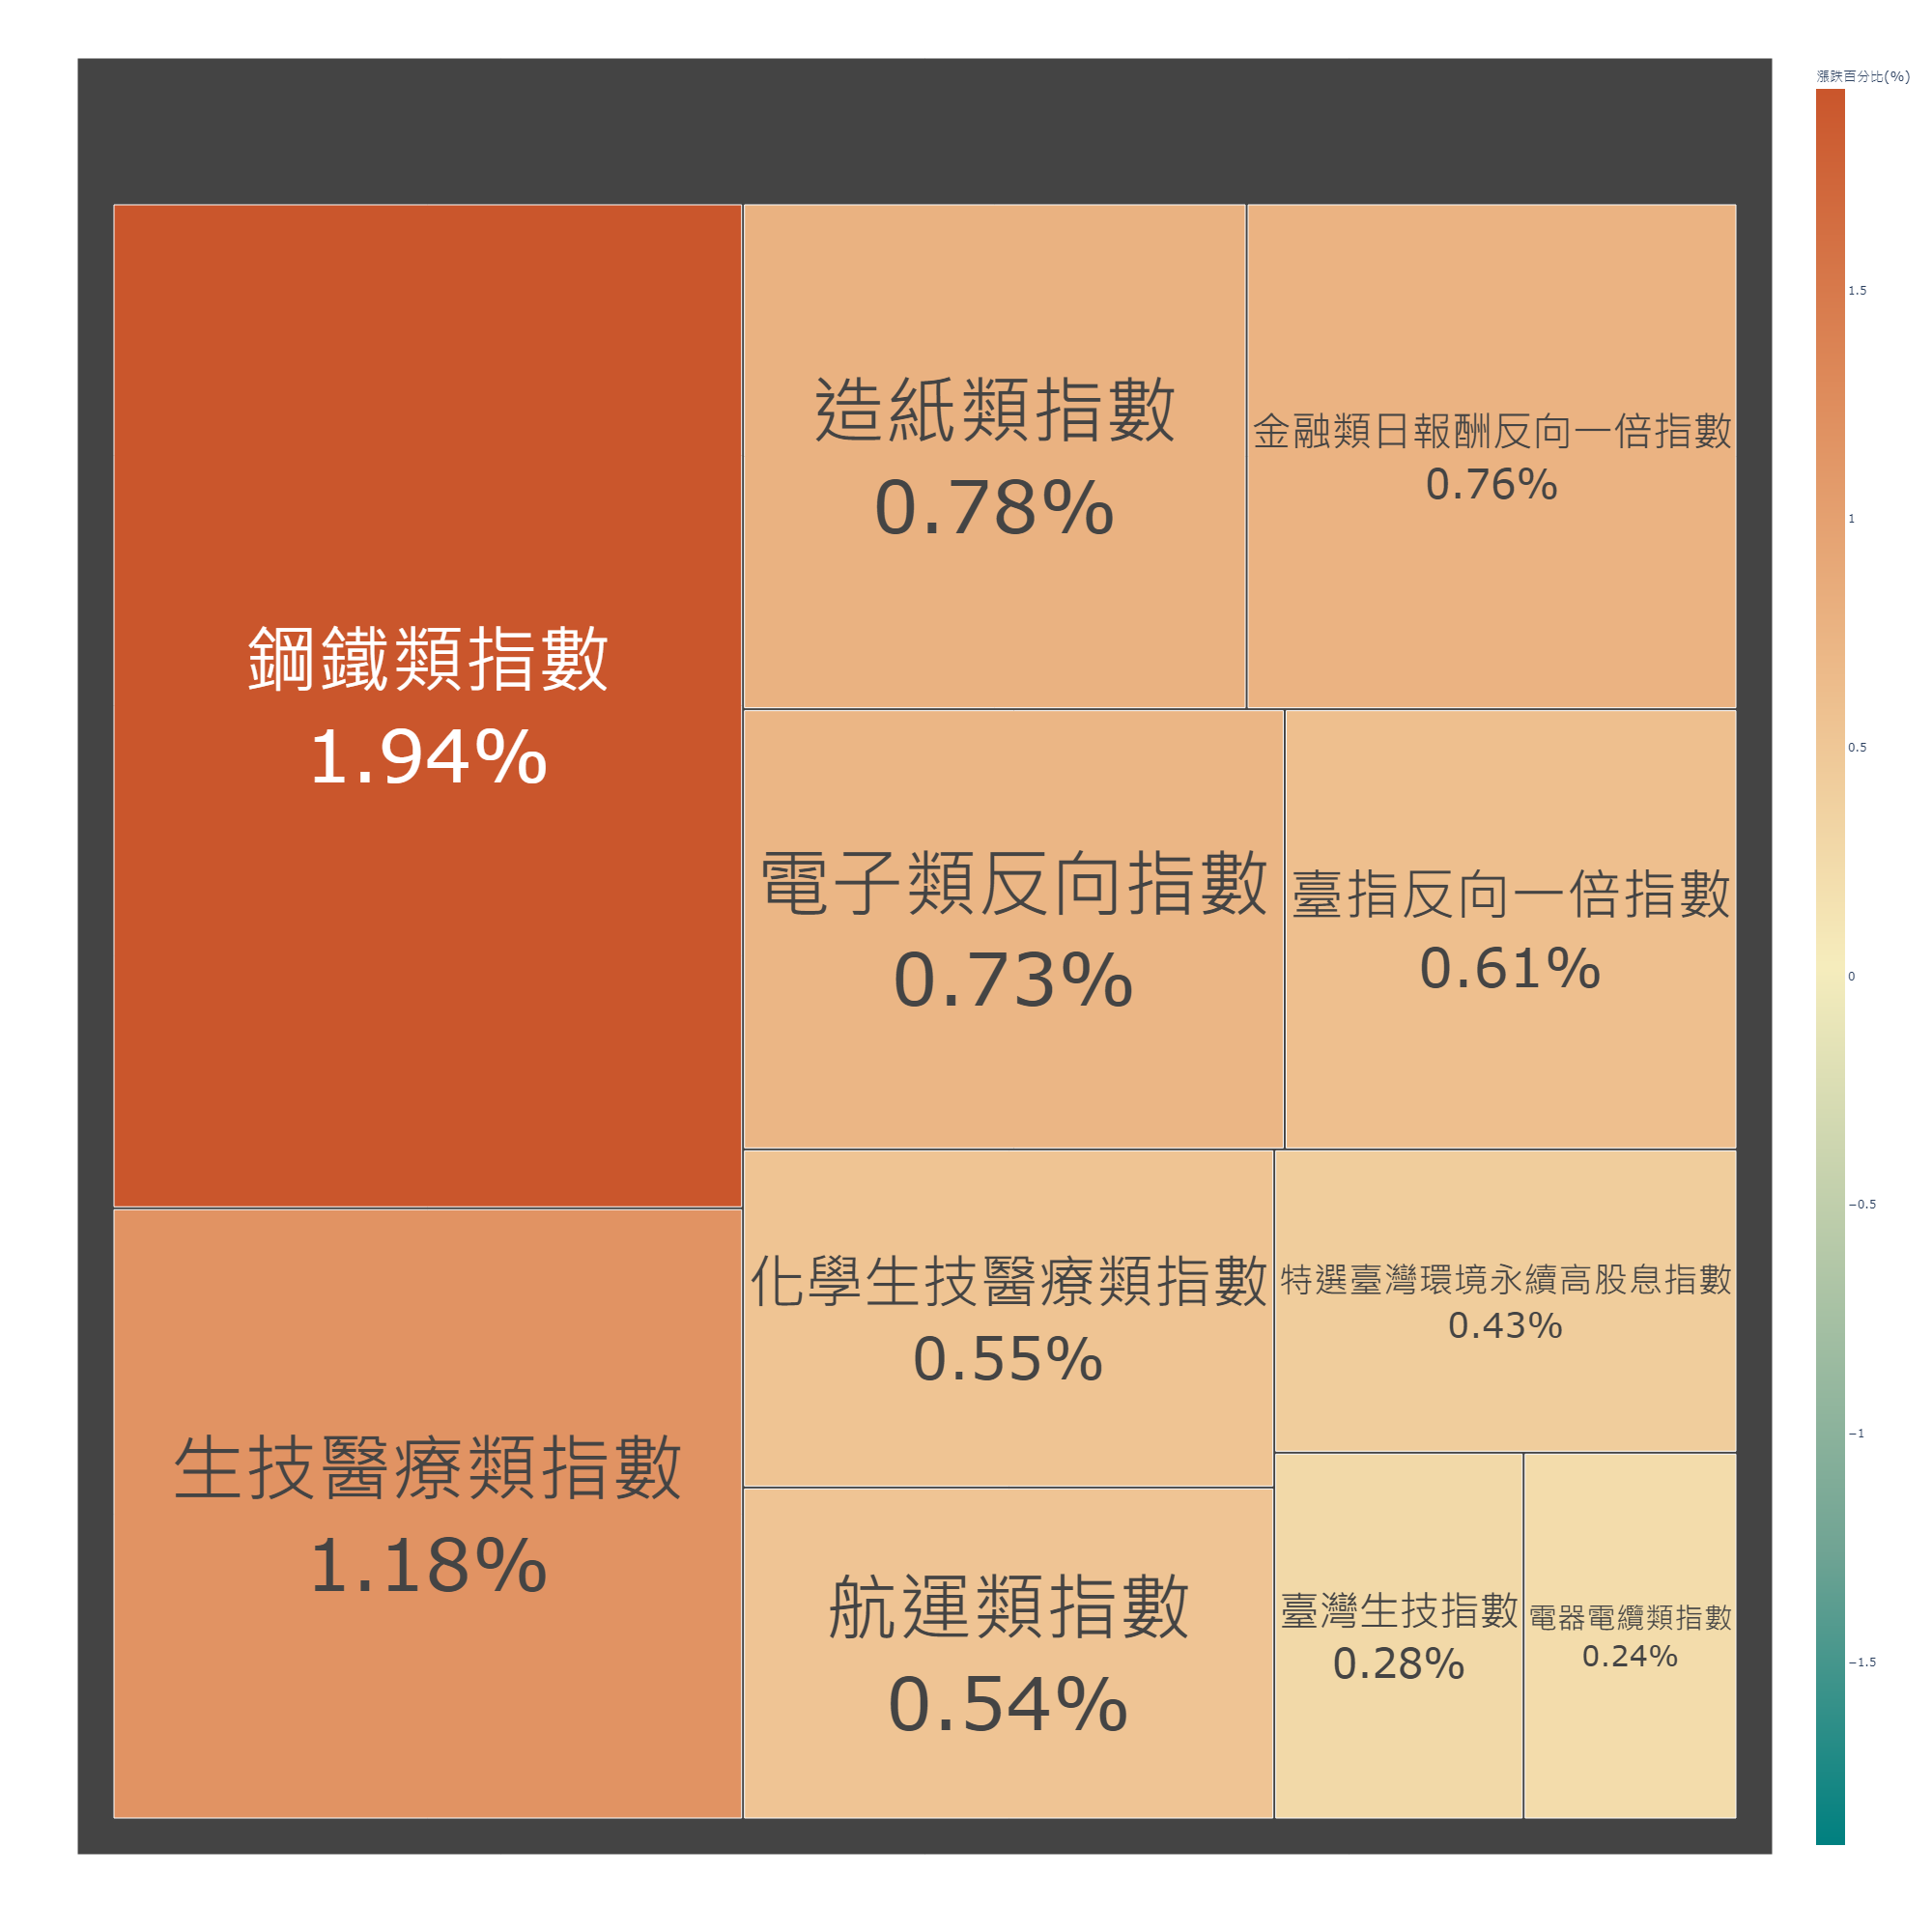 漲跌百分比(%)
鋼鐵類指數
1.94%
生技醫療類指數
1.18%
造紙類指數
0.78%
金融類日報酬反向一倍指數
0.76%
電子類反向指數
0.73%
臺指反向一倍指數
0.61%
化學生技醫療類指數
0.55%
航運類指數
0.54%
特選臺灣環境永續高股息指數
0.43%
臺灣生技指數
0.28%
電器電纜類指數
0.24%
1.5
1
0.5
0
−0.5
−1
−1.5